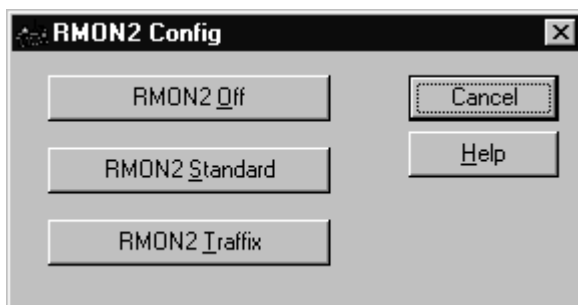 RMON2 Config
RMON2 Off
Cancel
RMON2 Standard
Help
RMON2 Traffix